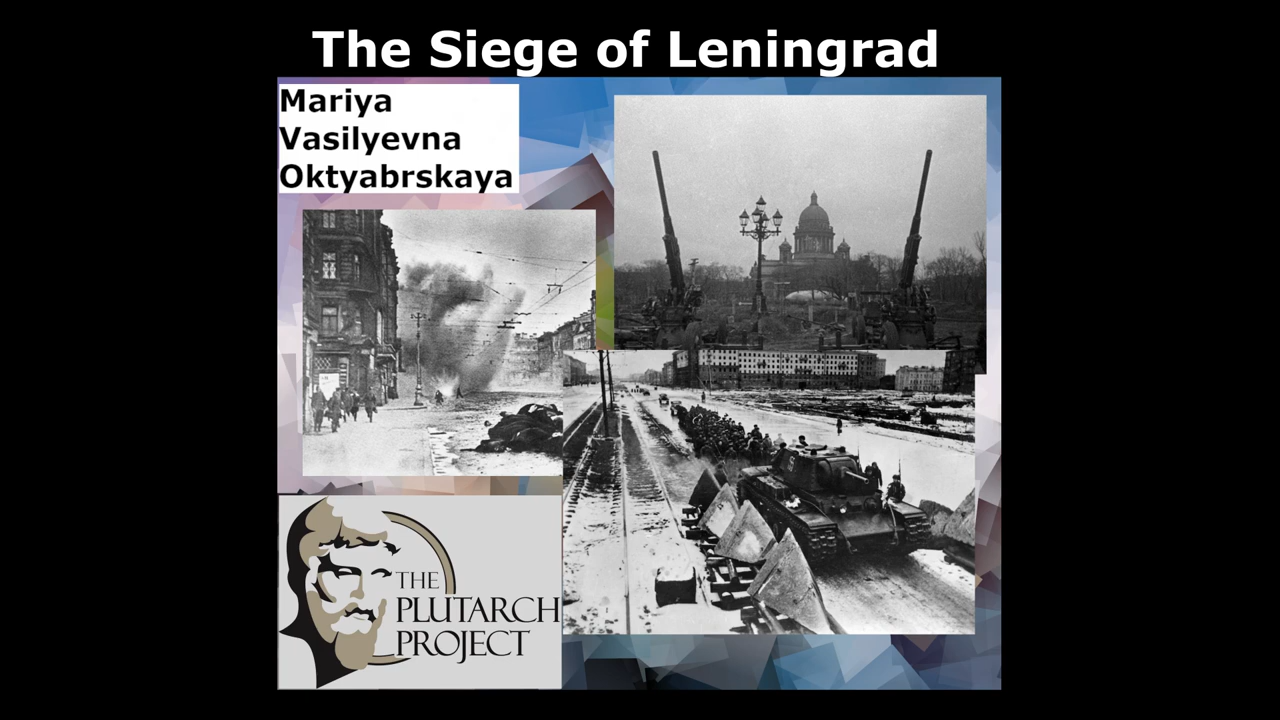 The Siege of Leningrad
Mariya
Vasilyevna
Oktyabrskaya
THE
PLUTARCH
PROJECT